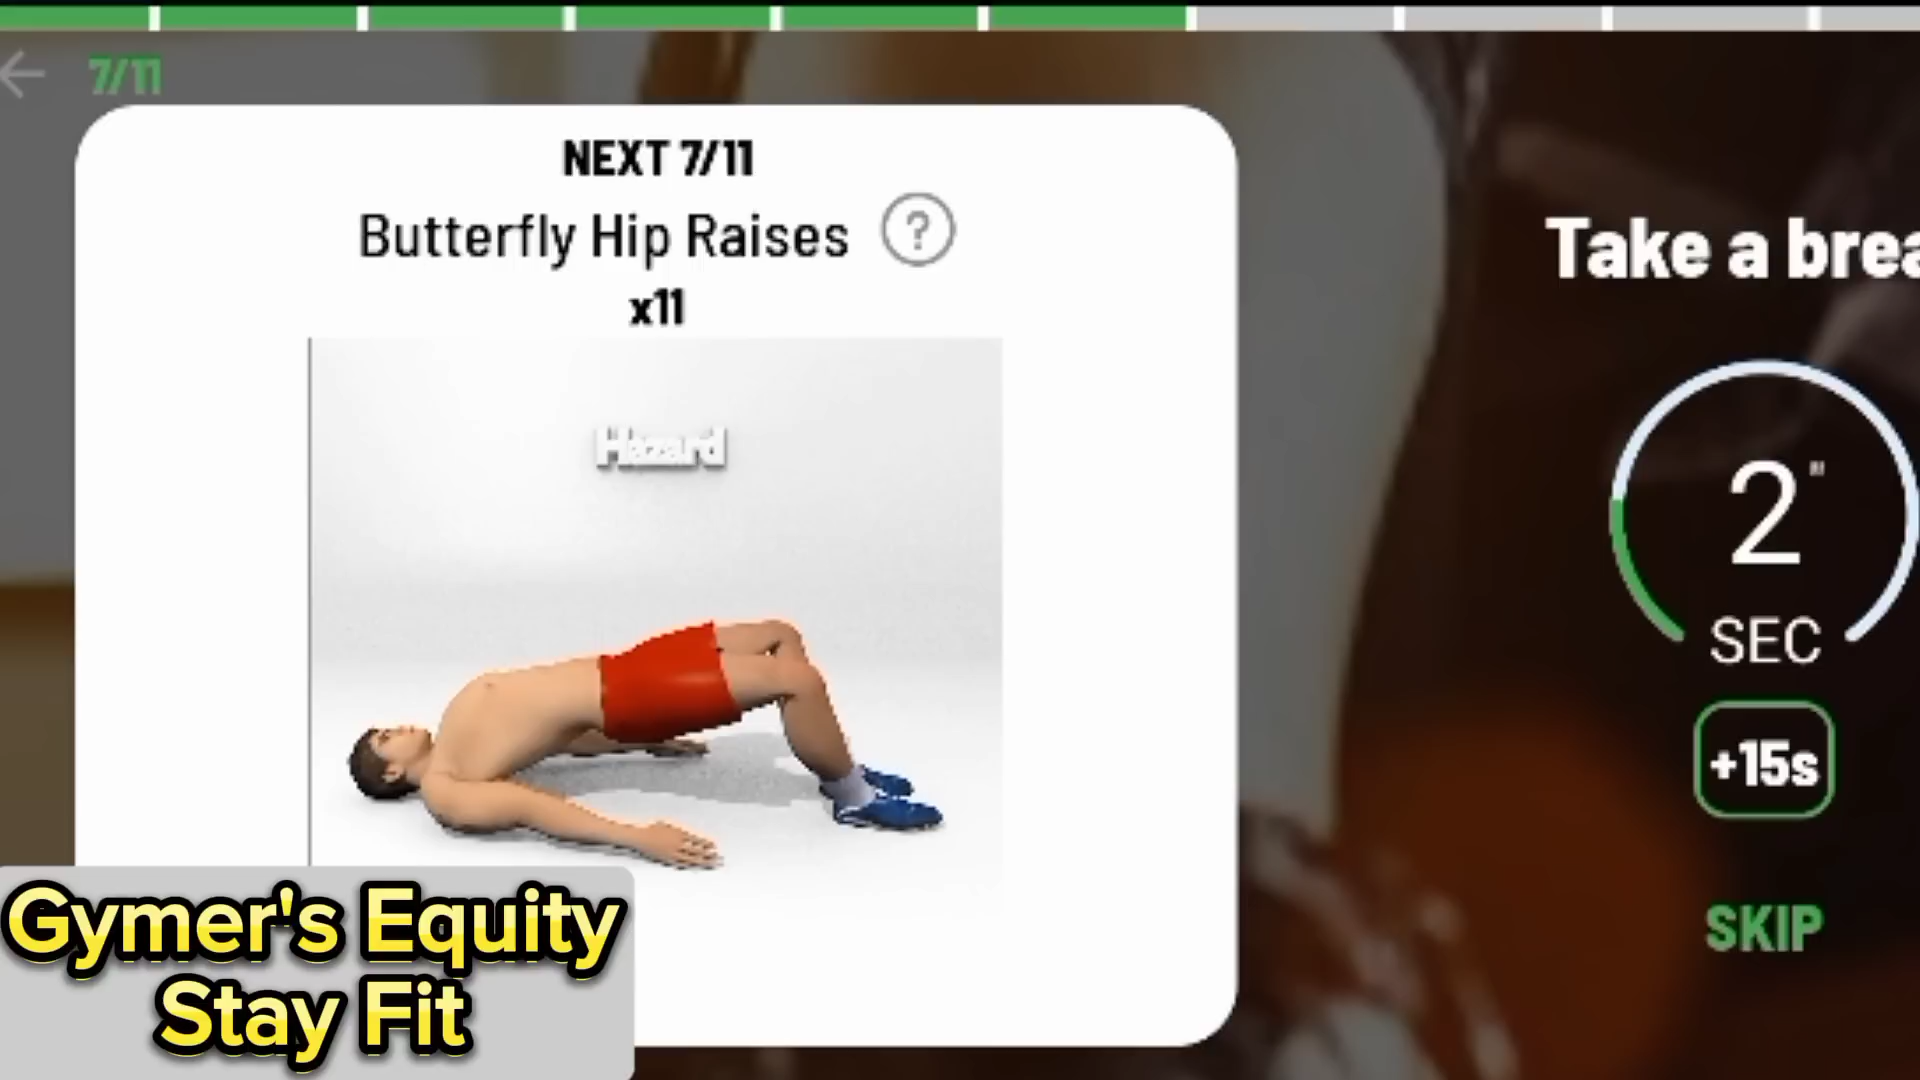 7/11
NEXT 7/11
Butterfly Hip Raises ?
x11
Hazard
Take a brea
2"
SEC
+15s
SKIP
Gymer's Equity
Stay Fit